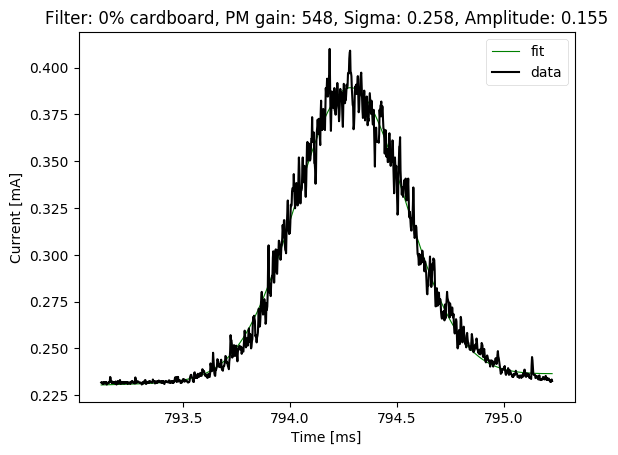 Filter: 0% cardboard, PM gain: 548, Sigma: 0.258, Amplitude: 0.155
fit
data
0.400
0.375
0.350
0.325
0.300
0.275
0.250
0.225
Current [mA]
793.5 794.0 794.5 795.0
Time [ms]